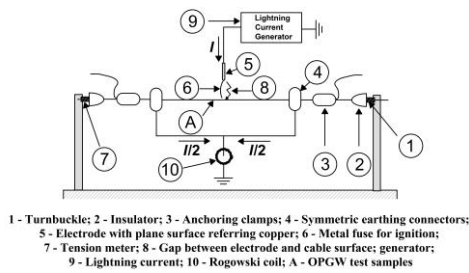 9
Lightning
Current
Generator
I
5
4
6
8
A
I/2
I/2
7
10
3
2
1
1 - Turnbuckle; 2 - Insulator; 3 - Anchoring clamps; 4 - Symmetric earthing connectors;
5 - Electrode with plane surface referring copper; 6 - Metal fuse for ignition;
7 - Tension meter; 8 - Gap between electrode and cable surface; generator;
9 - Lightning current; 10 - Rogowski coil; A - OPGW test samples